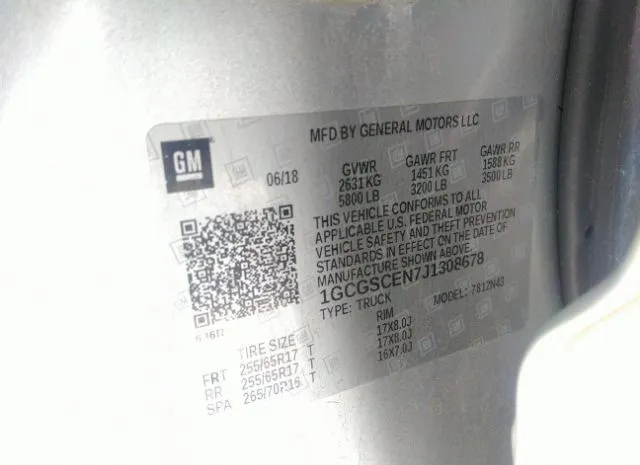 MFD BY GENERAL MOTORS LLC
GM
06/18
GVWR GAWR FRT GAWR RR
2631 KG 1451 KG 1588 KG
5800 LB 3200 LB 3500 LB
THIS VEHICLE CONFORMS TO ALL
APPLICABLE U.S. FEDERAL MOTOR
VEHICLE SAFETY AND THEFT PREVENTION
STANDARDS IN EFFECT ON THE DATE OF
MANUFACTURE SHOWN ABOVE.
1GCGSCEN7J1308678
TYPE: TRUCK MODEL: 7812N43
TIRE SIZE RIM
FRT 255/65R17 T 17X8.0J
RR 255/65R17 T 17X8.0J
SPA 265/70R16 T 16X7.0J